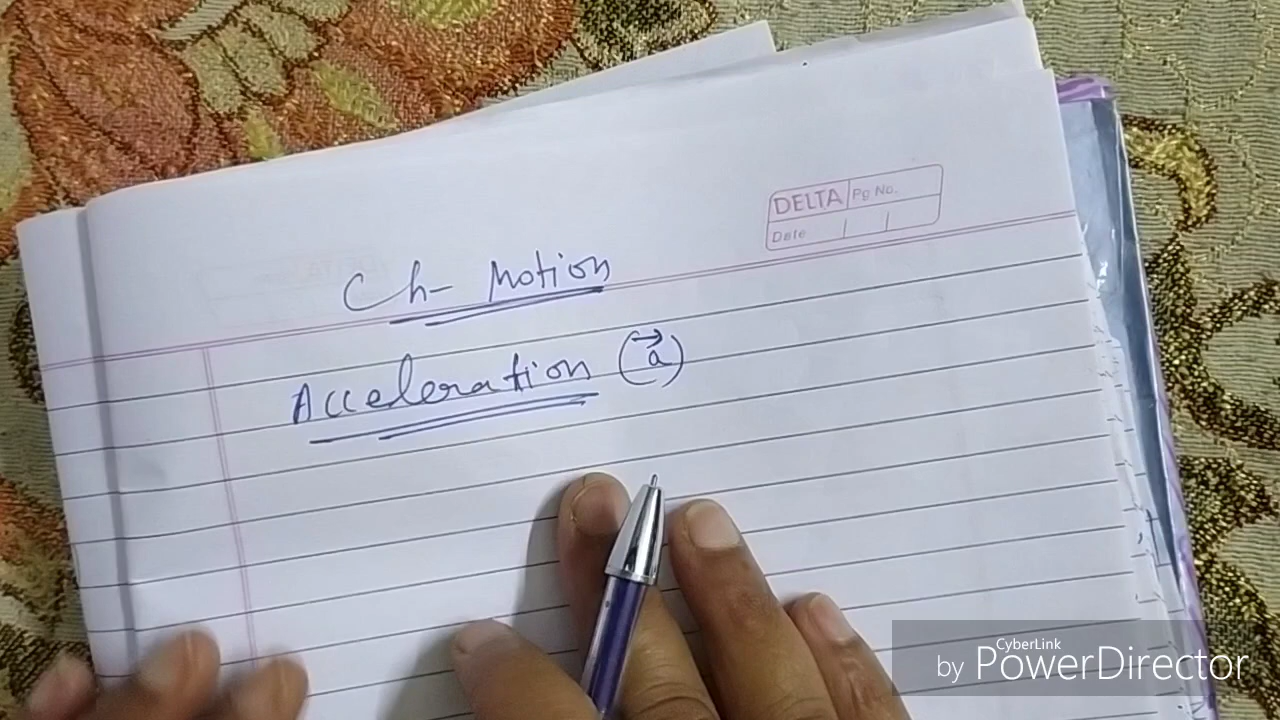 DELTA Pg No.
Date
Ch- Motion
Acceleration (a⃗)
CyberLink
by PowerDirector